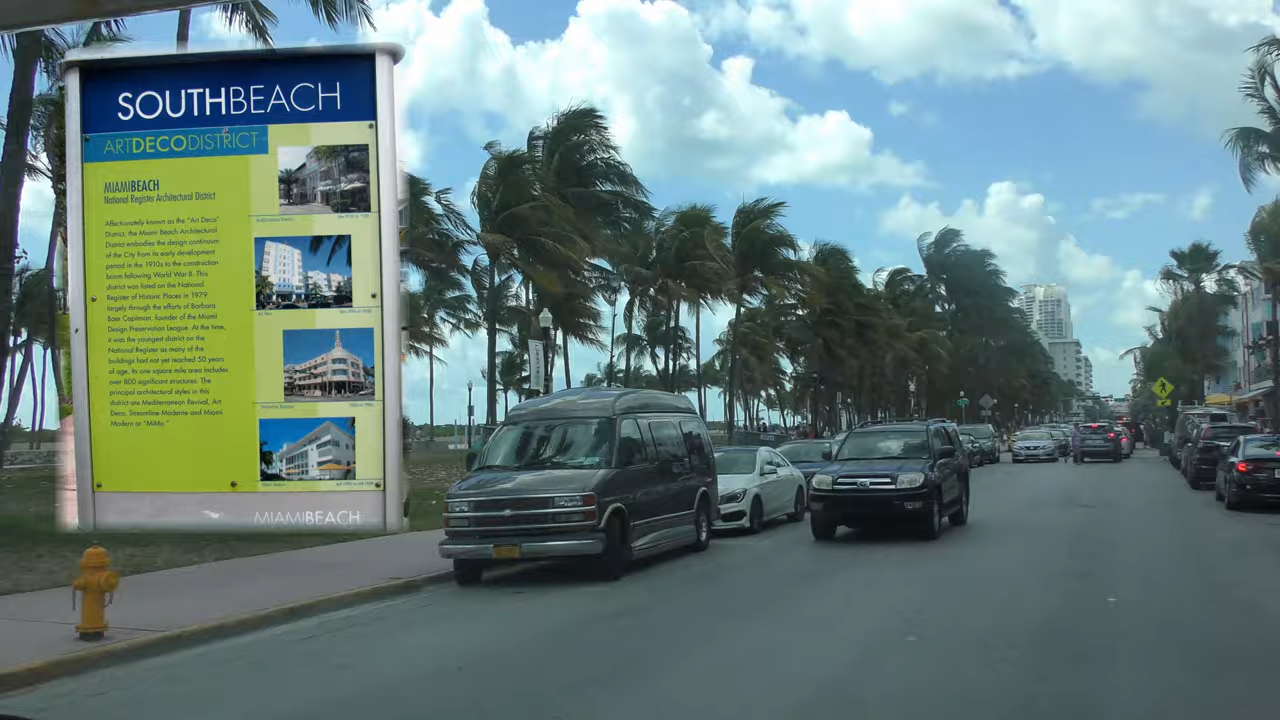 SOUTHBEACH
ARTDECODISTRICT
MIAMIBEACH
National Register Architectural District
Affectionately known as the "Art Deco"
District, the Miami Beach Architectural
District embodies the design continuum
of the City from its early development
period in the 1910s to the construction
boom following World War II. This
district was listed on the National
Register of Historic Places in 1979
largely through the efforts of Barbara
Baer Capitman, founder of the Miami
Design Preservation League. At the time,
it was the youngest district on the
National Register as many of the
buildings had not yet reached 50 years
of age. Its one square mile area includes
over 800 significant structures. The
principal architectural styles in this
district are Mediterranean Revival, Art
Deco, Streamline Moderne and Miami
Modern or "MiMo."
MIAMIBEACH